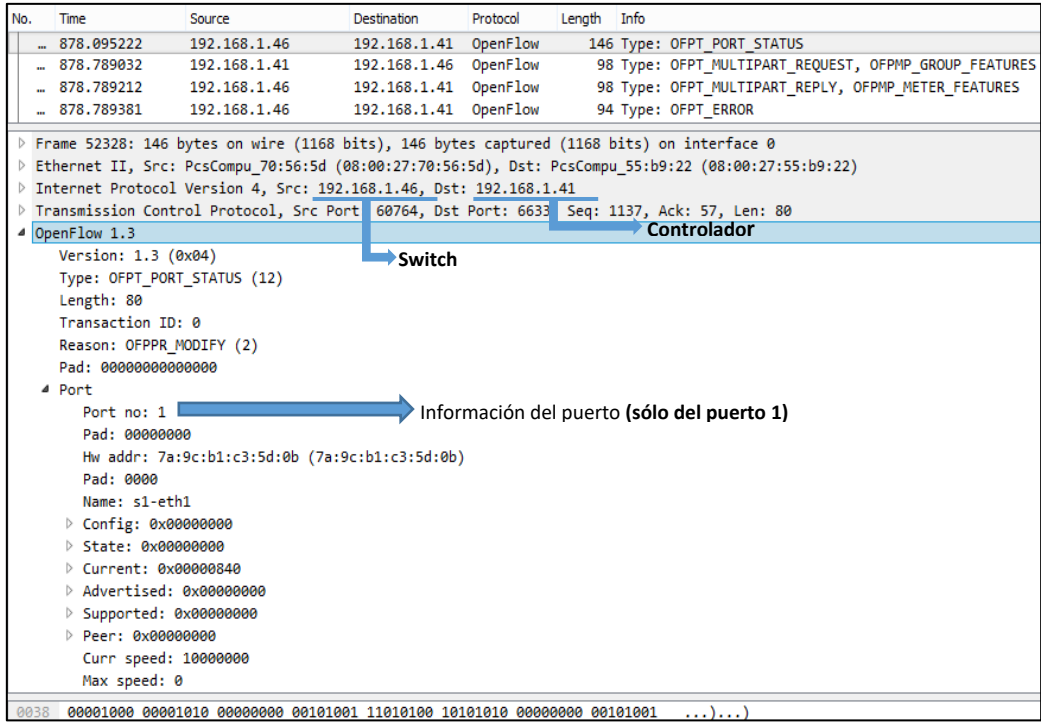 No. Time Source Destination Protocol Length Info
... 878.095222 192.168.1.46 192.168.1.41 OpenFlow 146 Type: OFPT_PORT_STATUS
... 878.789032 192.168.1.41 192.168.1.46 OpenFlow 98 Type: OFPT_MULTIPART_REQUEST, OFPMP_GROUP_FEATURES
... 878.789212 192.168.1.46 192.168.1.41 OpenFlow 98 Type: OFPT_MULTIPART_REPLY, OFPMP_METER_FEATURES
... 878.789381 192.168.1.46 192.168.1.41 OpenFlow 94 Type: OFPT_ERROR
Frame 52328: 146 bytes on wire (1168 bits), 146 bytes captured (1168 bits) on interface 0
Ethernet II, Src: PcsCompu_70:56:5d (08:00:27:70:56:5d), Dst: PcsCompu_55:b9:22 (08:00:27:55:b9:22)
Internet Protocol Version 4, Src: 192.168.1.46, Dst: 192.168.1.41
Transmission Control Protocol, Src Port 60764, Dst Port: 6633 Seq: 1137, Ack: 57, Len: 80
Controlador
OpenFlow 1.3
Version: 1.3 (0x04)
Switch
Type: OFPT_PORT_STATUS (12)
Length: 80
Transaction ID: 0
Reason: OFPPR_MODIFY (2)
Pad: 00000000000000
Port
Port no: 1
Información del puerto (sólo del puerto 1)
Pad: 00000000
Hw addr: 7a:9c:b1:c3:5d:0b (7a:9c:b1:c3:5d:0b)
Pad: 0000
Name: s1-eth1
Config: 0x00000000
State: 0x00000000
Current: 0x00000840
Advertised: 0x00000000
Supported: 0x00000000
Peer: 0x00000000
Curr speed: 10000000
Max speed: 0
0038 00001000 00001010 00000000 00101001 11010100 10101010 00000000 00101001 ...)...)